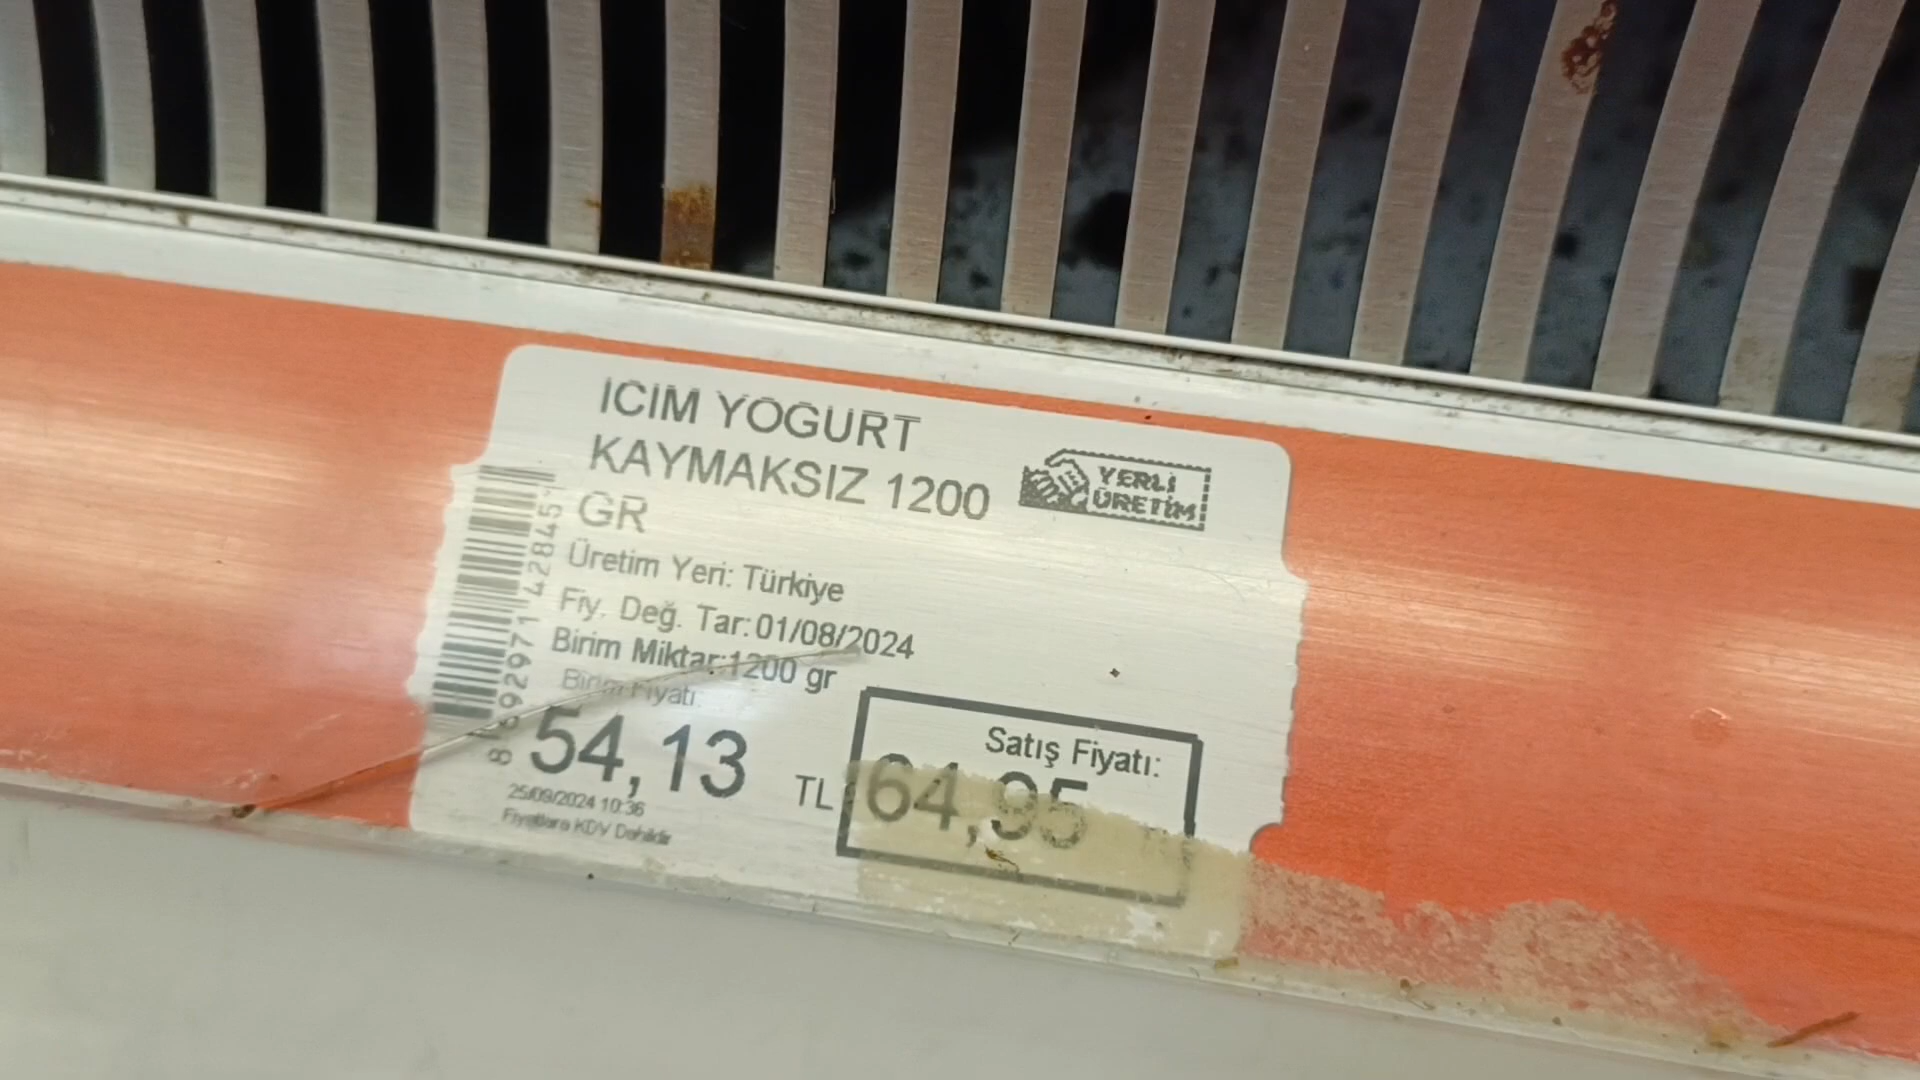 ICIM YOGURT
KAYMAKSIZ 1200
GR
YERLİ
ÜRETİM
Üretim Yeri: Türkiye
Fiy. Değ. Tar:01/08/2024
Birim Miktar:1200 gr
Birim Fiyatı:
54,13 TL
Satış Fiyatı:
64,95
25/09/2024 10:36
Fiyatlara KDV Dahildir